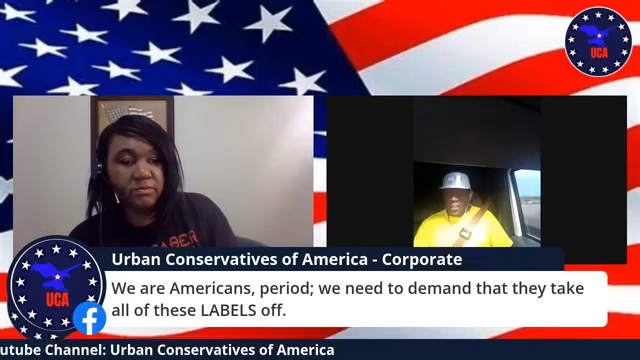 UCA
Urban Conservatives of America - Corporate
We are Americans, period; we need to demand that they take
all of these LABELS off.
UCA
utube Channel: Urban Conservatives of America